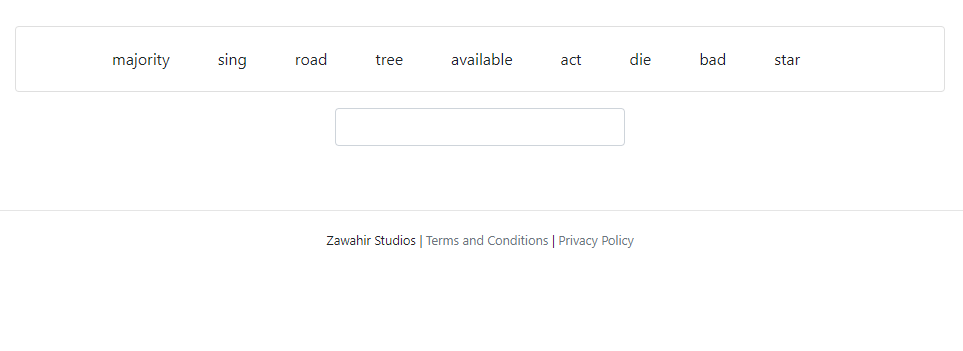 majority sing road tree available act die bad star
Zawahir Studios | Terms and Conditions | Privacy Policy